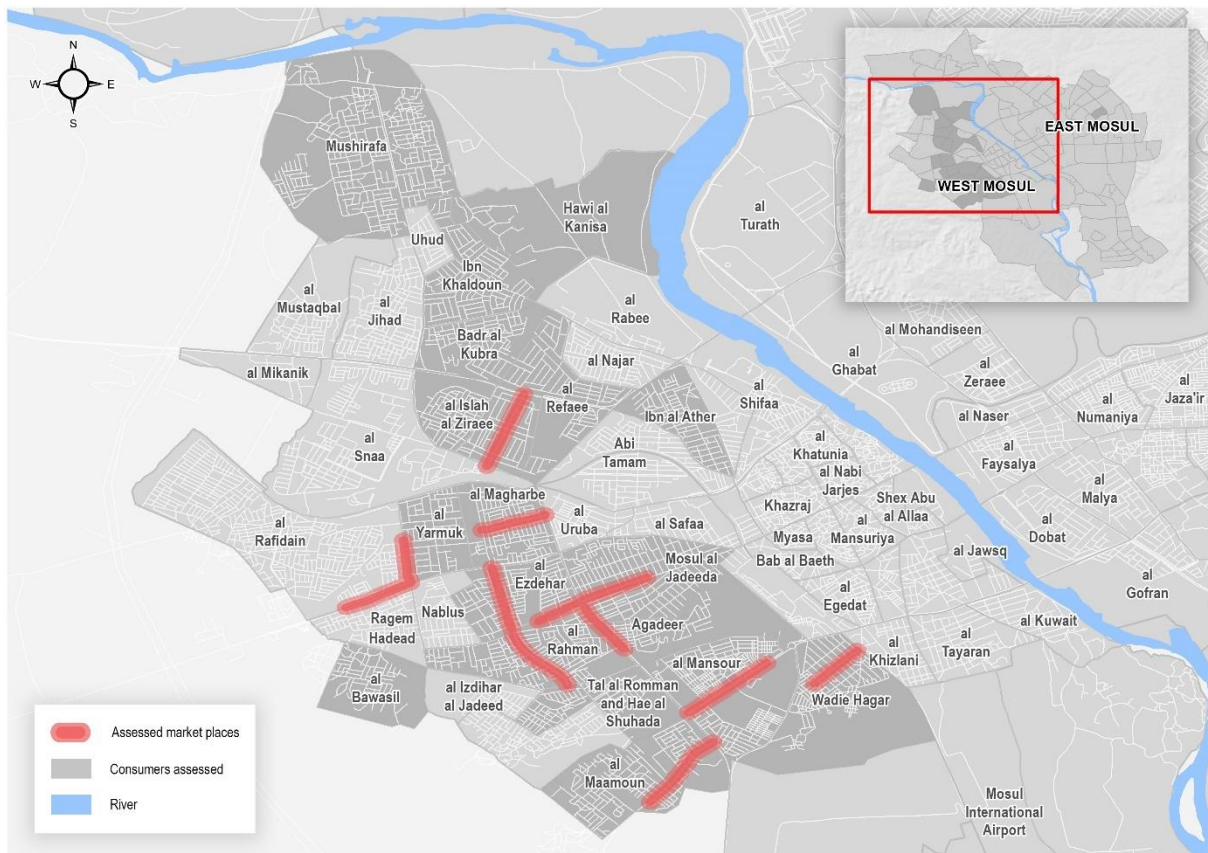 N
W
E
S
EAST MOSUL
WEST MOSUL
Mushirafa
Hawi al
Kanisa
al
Turath
Uhud
Ibn
Khaldoun
al
Mustaqbal
al
Jihad
al
Rabee
Badr al
Kubra
al Najar
al Mohandiseen
al
Ghabat
al
Zeraee
al Mikanik
al
Shifaa
al
Jaza'ir
al Islah
al Ziraee
al
Refaee
Ibn al Ather
al Naser
al
Numaniya
al
Snaa
Abi
Tamam
al
Khatunia
al
Faysalya
al Nabi
Jarjes
al
Malya
al Magharbe
Khazraj
Shex Abu
al Allaa
al
Rafidain
al
Yarmuk
al
Uruba
al Safaa
Myasa
al
Mansuriya
al
Dobat
Bab al Baeth
al Jawsq
al
Ezdehar
Mosul al
Jadeeda
al
Gofran
Ragem
Hadead
Nablus
al
Egedat
al Kuwait
al
Rahman
Agadeer
al
Khizlani
al
Tayaran
al Mansour
al
Bawasil
al Izdihar
al Jadeed
Tal al Romman
and Hae al
Shuhada
Wadie Hagar
al
Maamoun
Mosul
International
Airport
Assessed market places
Consumers assessed
River